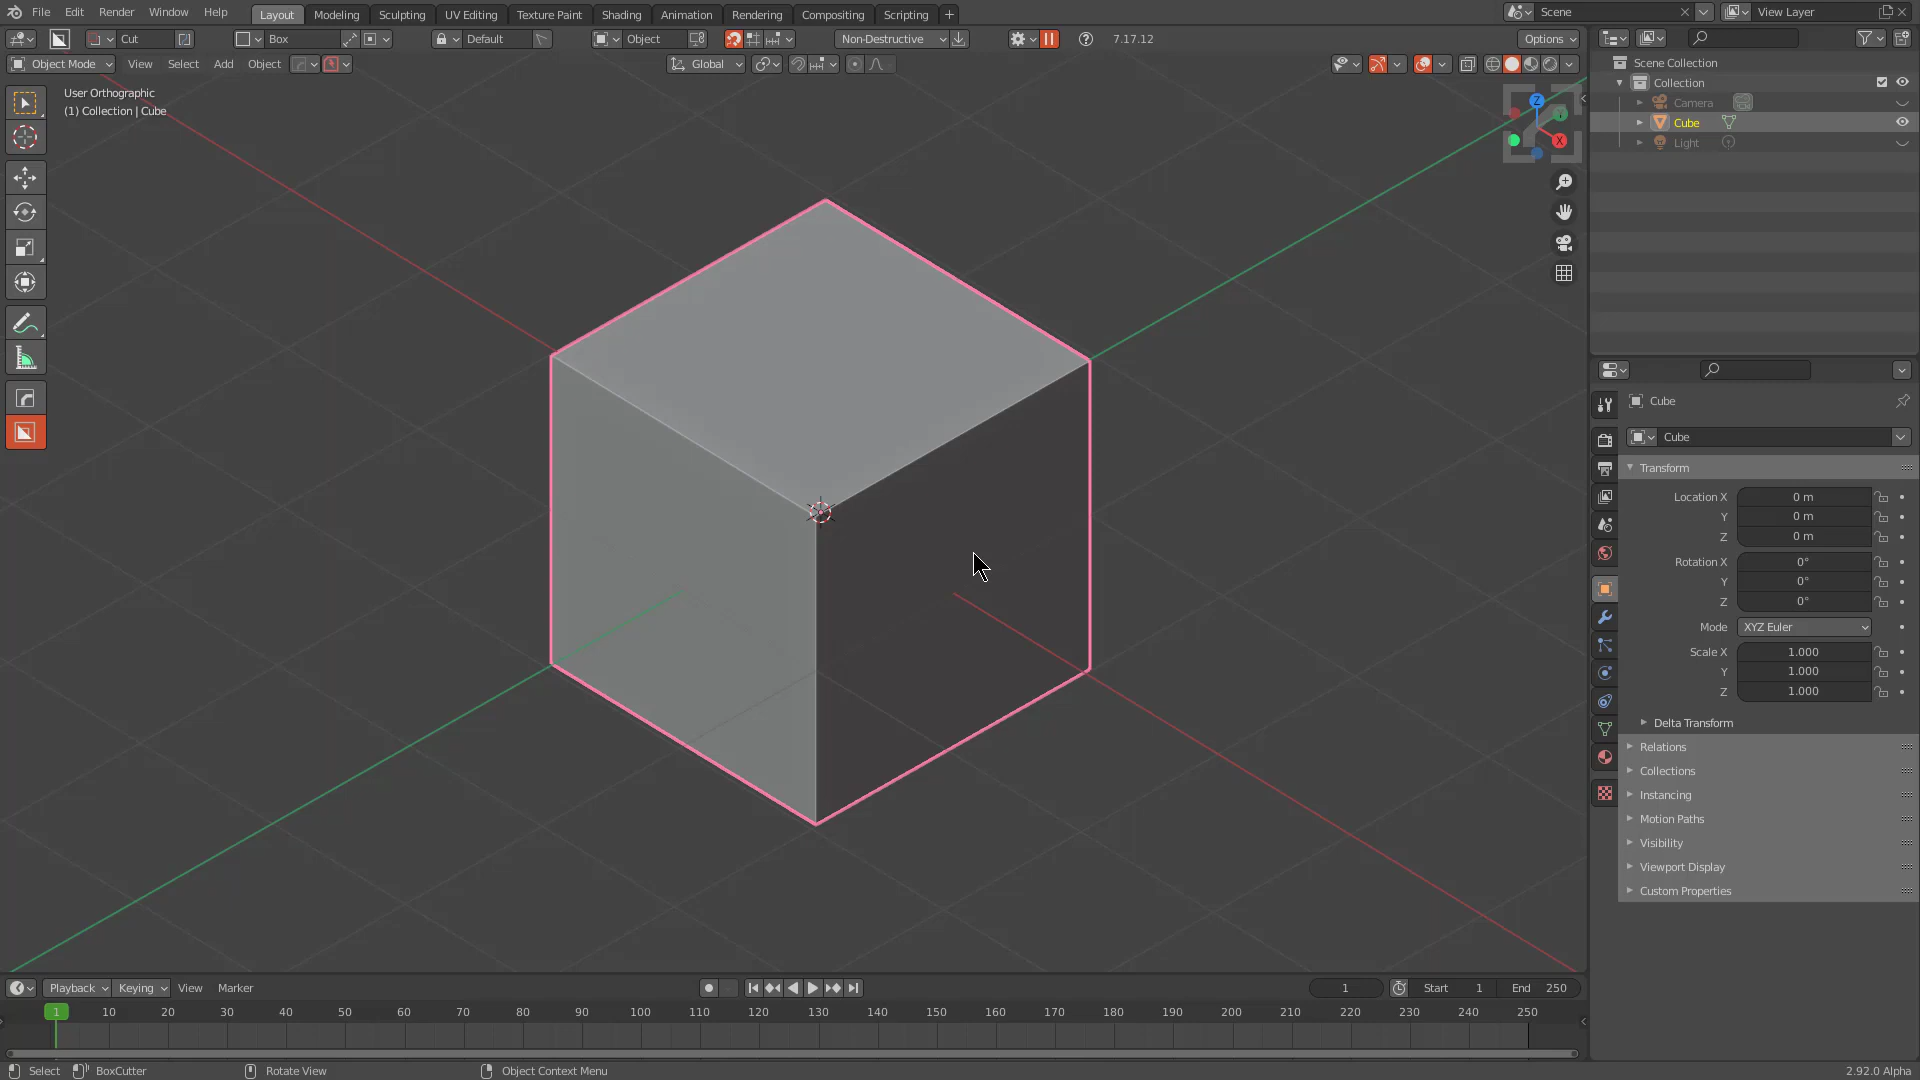 File Edit Render Window Help Layout Modeling Sculpting UV Editing Texture Paint Shading Animation Rendering Compositing Scripting + Scene View Layer
Cut Box Default Object Non-Destructive 7.17.12 Options
Object Mode View Select Add Object Global
User Orthographic
(1) Collection | Cube
Z
Y
X
Scene Collection
Collection
Camera
Cube
Light
Cube
Cube
Transform
Location X 0 m
Y 0 m
Z 0 m
Rotation X 0°
Y 0°
Z 0°
Mode XYZ Euler
Scale X 1.000
Y 1.000
Z 1.000
Delta Transform
Relations
Collections
Instancing
Motion Paths
Visibility
Viewport Display
Custom Properties
Playback Keying View Marker 1 Start 1 End 250
1 10 20 30 40 50 60 70 80 90 100 110 120 130 140 150 160 170 180 190 200 210 220 230 240 250
Select BoxCutter Rotate View Object Context Menu 2.92.0 Alpha